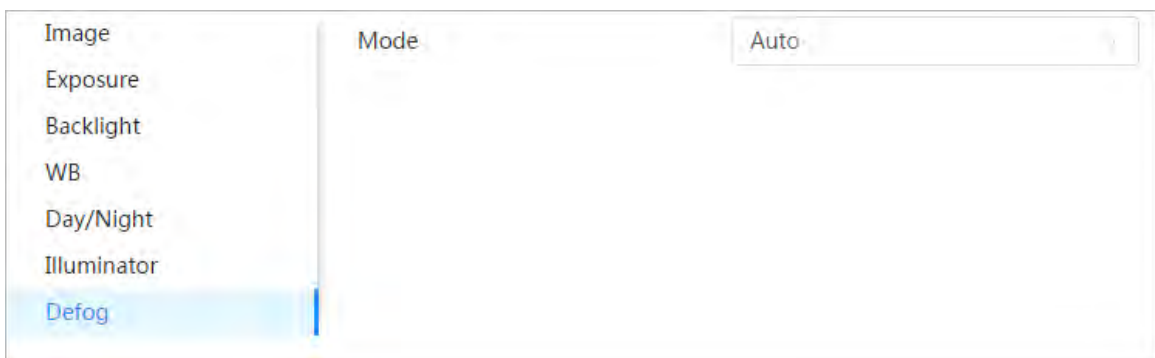 Image
Exposure
Backlight
WB
Day/Night
Illuminator
Defog
Mode
Auto